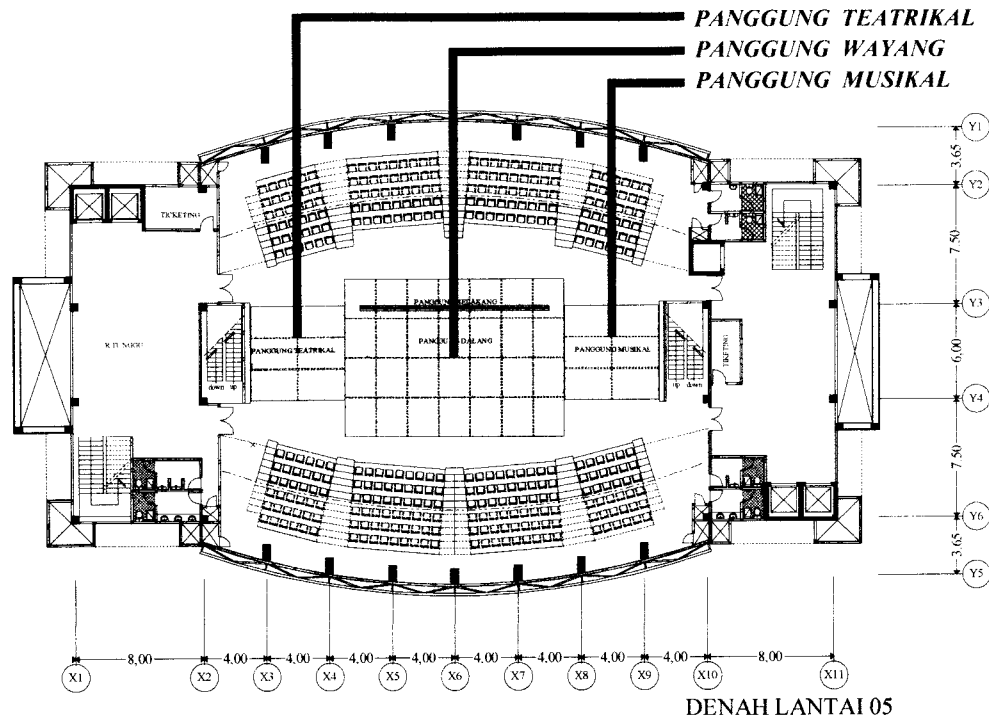 PANGGUNG TEATRIKAL
PANGGUNG WAYANG
PANGGUNG MUSIKAL
Y1
3.65
Y2
TICKETING
7.50
Y3
PANGGUNG DALANG
R.TUNGGU
PANGGUNG TEATRIKAL
PANGGUNG MUSIKAL
TIKETING
6.00
down up
up down
Y4
7.50
Y6
3.65
Y5
8,00 4,00 4,00 4,00 4,00 4,00 4,00 4,00 4,00 8,00
X1 X2 X3 X4 X5 X6 X7 X8 X9 X10 X11
DENAH LANTAI 05